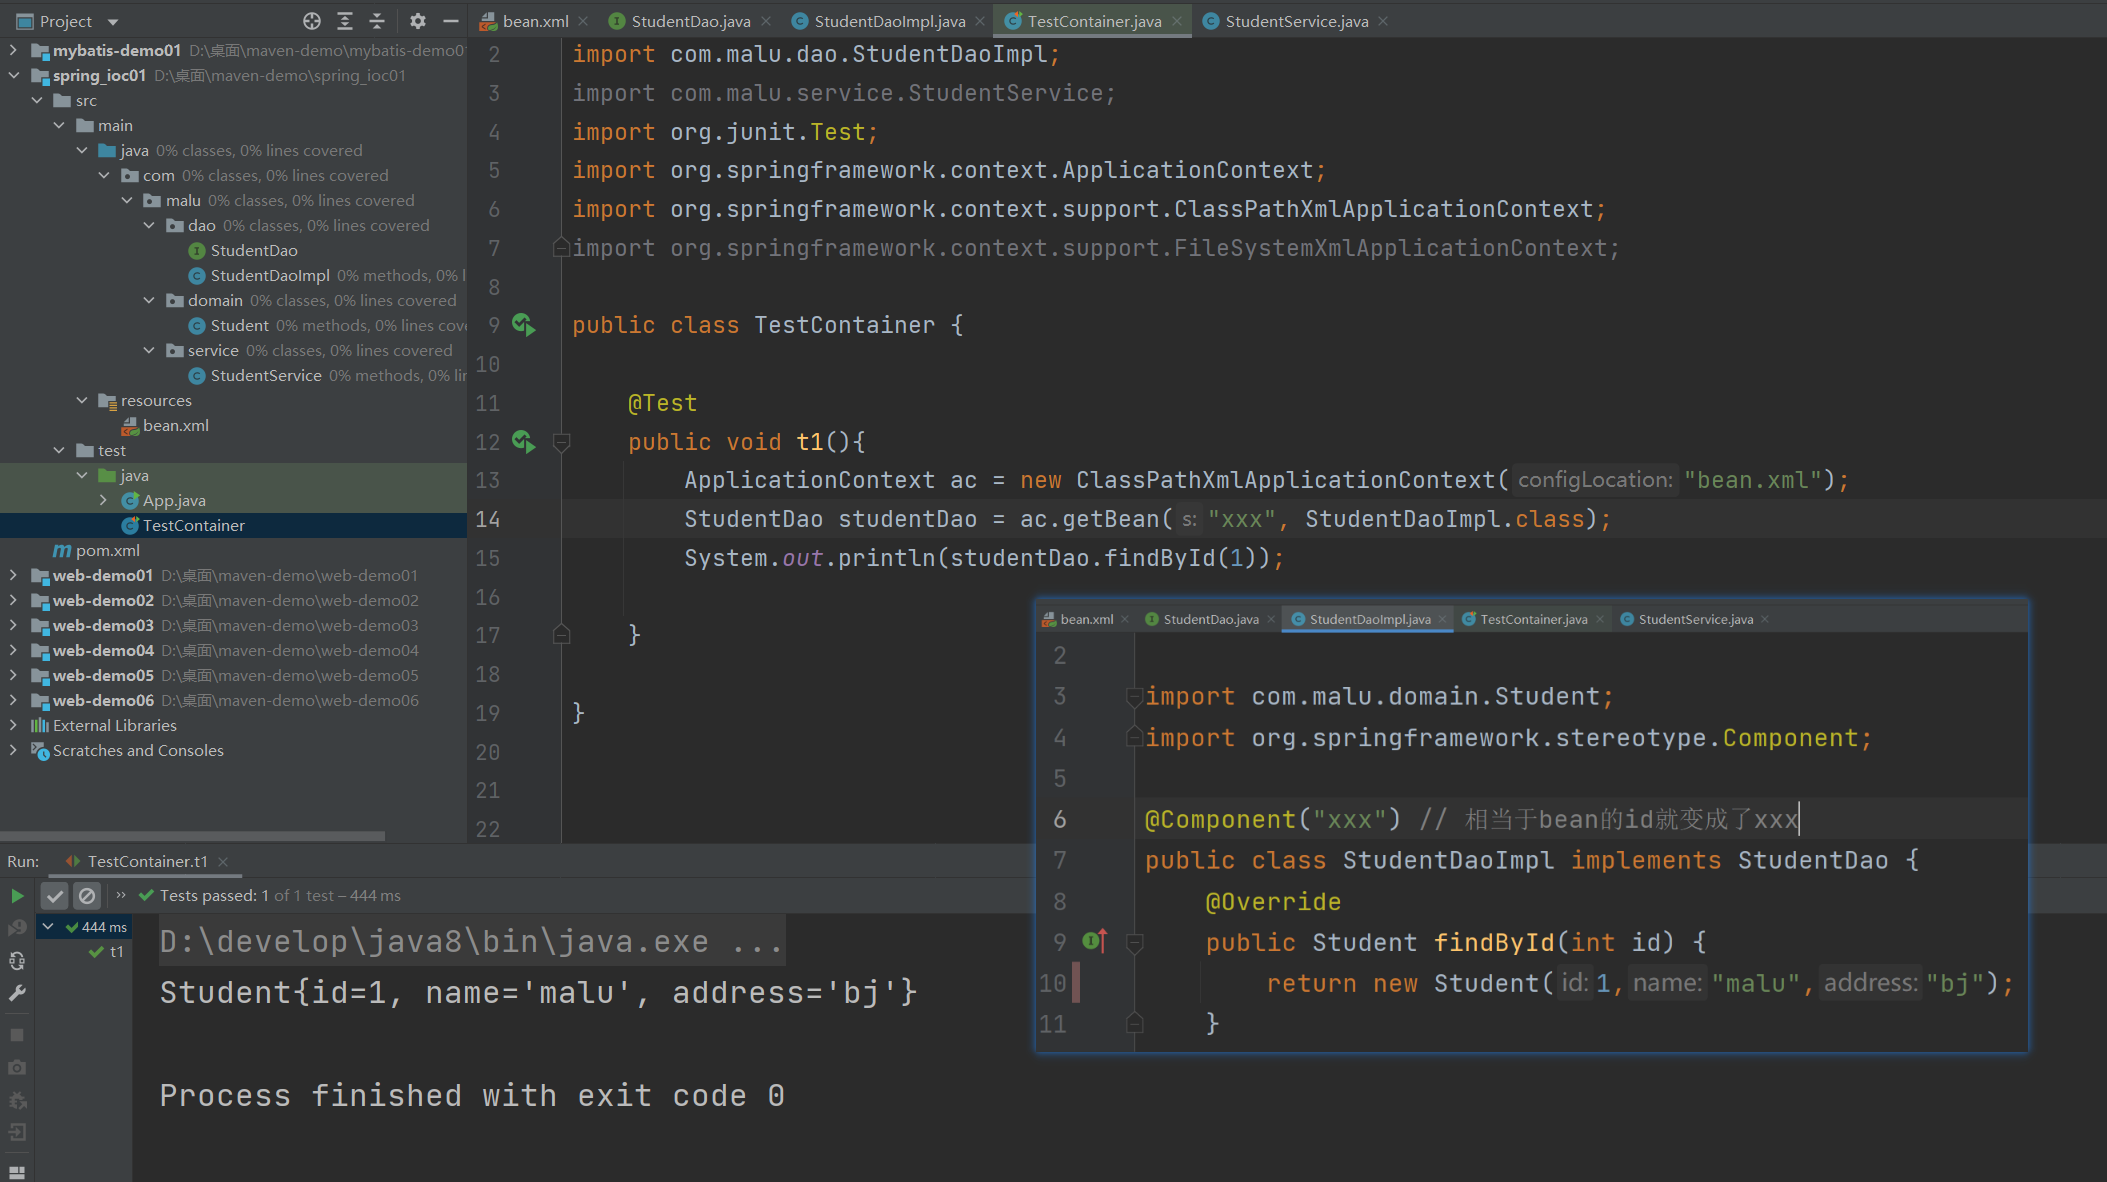 Project
bean.xml
StudentDao.java
StudentDaoImpl.java
TestContainer.java
StudentService.java
mybatis-demo01 D:\桌面\maven-demo\mybatis-demo01
spring_ioc01 D:\桌面\maven-demo\spring_ioc01
src
main
java 0% classes, 0% lines covered
com 0% classes, 0% lines covered
malu 0% classes, 0% lines covered
dao 0% classes, 0% lines covered
StudentDao
StudentDaoImpl 0% methods, 0% l
domain 0% classes, 0% lines covered
Student 0% methods, 0% lines cov
service 0% classes, 0% lines covered
StudentService 0% methods, 0% li
resources
bean.xml
test
java
App.java
TestContainer
pom.xml
web-demo01 D:\桌面\maven-demo\web-demo01
web-demo02 D:\桌面\maven-demo\web-demo02
web-demo03 D:\桌面\maven-demo\web-demo03
web-demo04 D:\桌面\maven-demo\web-demo04
web-demo05 D:\桌面\maven-demo\web-demo05
web-demo06 D:\桌面\maven-demo\web-demo06
External Libraries
Scratches and Consoles
2 import com.malu.dao.StudentDaoImpl;
3 import com.malu.service.StudentService;
4 import org.junit.Test;
5 import org.springframework.context.ApplicationContext;
6 import org.springframework.context.support.ClassPathXmlApplicationContext;
7 import org.springframework.context.support.FileSystemXmlApplicationContext;
8
9 public class TestContainer {
10
11 @Test
12 public void t1(){
13 ApplicationContext ac = new ClassPathXmlApplicationContext( configLocation: "bean.xml");
14 StudentDao studentDao = ac.getBean( s: "xxx", StudentDaoImpl.class);
15 System.out.println(studentDao.findById(1));
16
17 }
18
19 }
20
21
22
bean.xml
StudentDao.java
StudentDaoImpl.java
TestContainer.java
StudentService.java
2
3 import com.malu.domain.Student;
4 import org.springframework.stereotype.Component;
5
6 @Component("xxx") // 相当于bean的id就变成了xxx
7 public class StudentDaoImpl implements StudentDao {
8 @Override
9 public Student findById(int id) {
10 return new Student( id: 1, name: "malu", address: "bj");
11 }
Run: TestContainer.t1
Tests passed: 1 of 1 test – 444 ms
444 ms
t1
D:\develop\java8\bin\java.exe ...
Student{id=1, name='malu', address='bj'}
Process finished with exit code 0